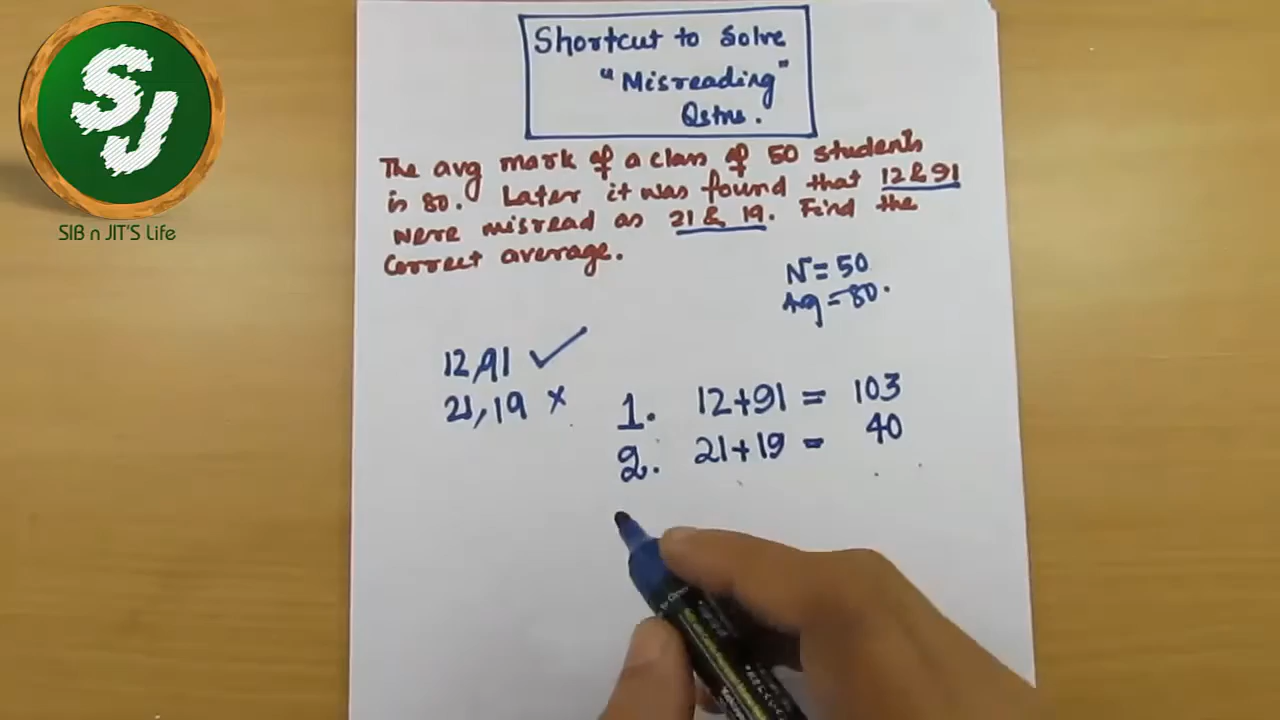 SJ
SIB n JIT'S Life
Shortcut to Solve
"Misreading"
Qstns.
The avg mark of a class of 50 students
is 80. Later it was found that 12 & 91
were misread as 21 & 19. Find the
correct average.
N = 50
Avg = 80.
12, 91 ✓
21, 19 ×
1. 12+91 = 103
2. 21+19 = 40